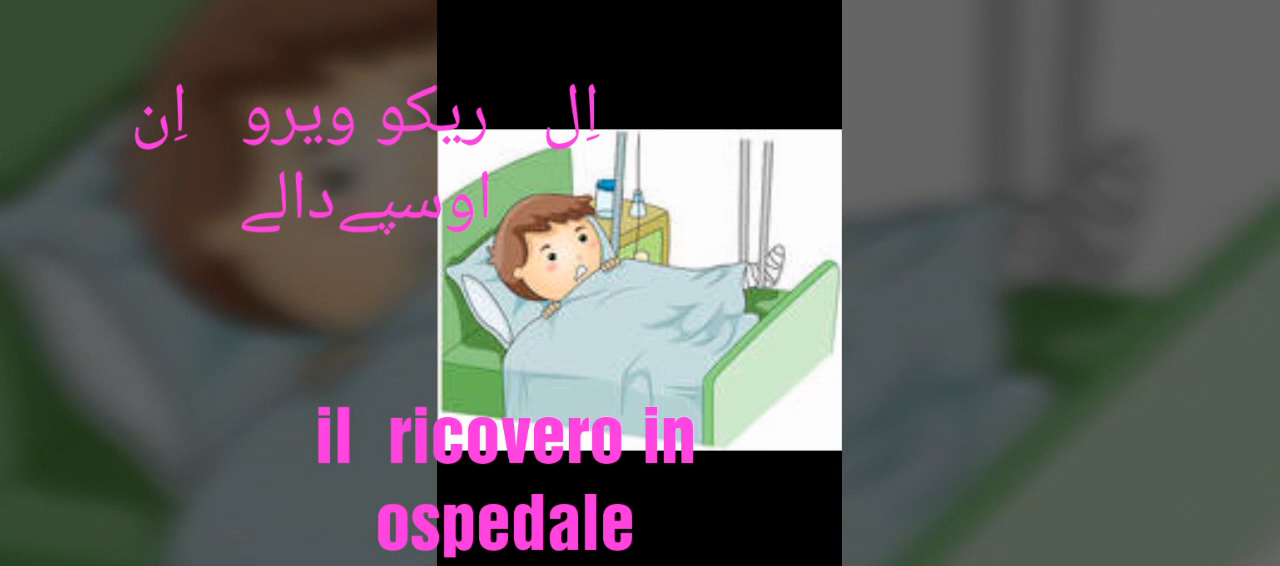 اِل ریکو ویرو اِن
اوسپےدالے
il ricovero in
ospedale